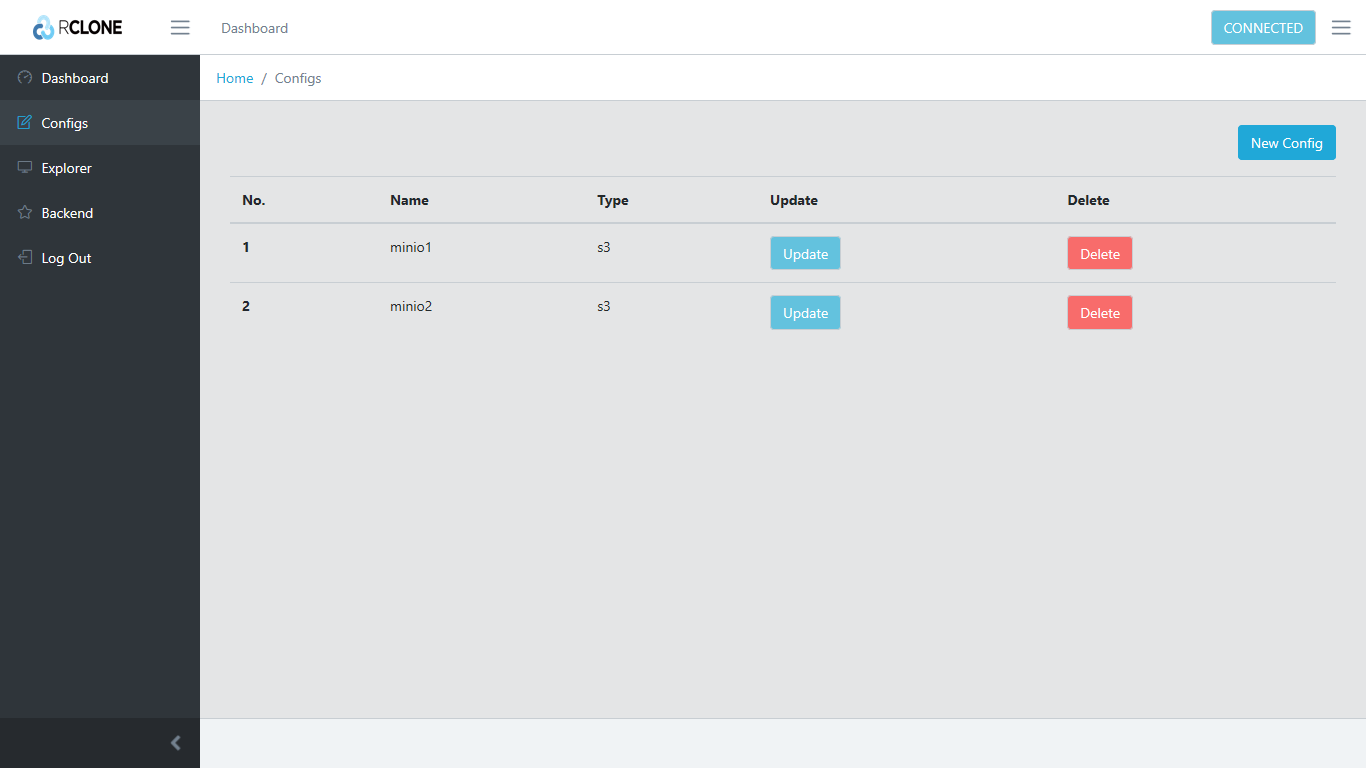 RCLONE Dashboard CONNECTED
Dashboard
Configs
Explorer
Backend
Log Out
Home / Configs
New Config
No. Name Type Update Delete
1 minio1 s3 Update Delete
2 minio2 s3 Update Delete